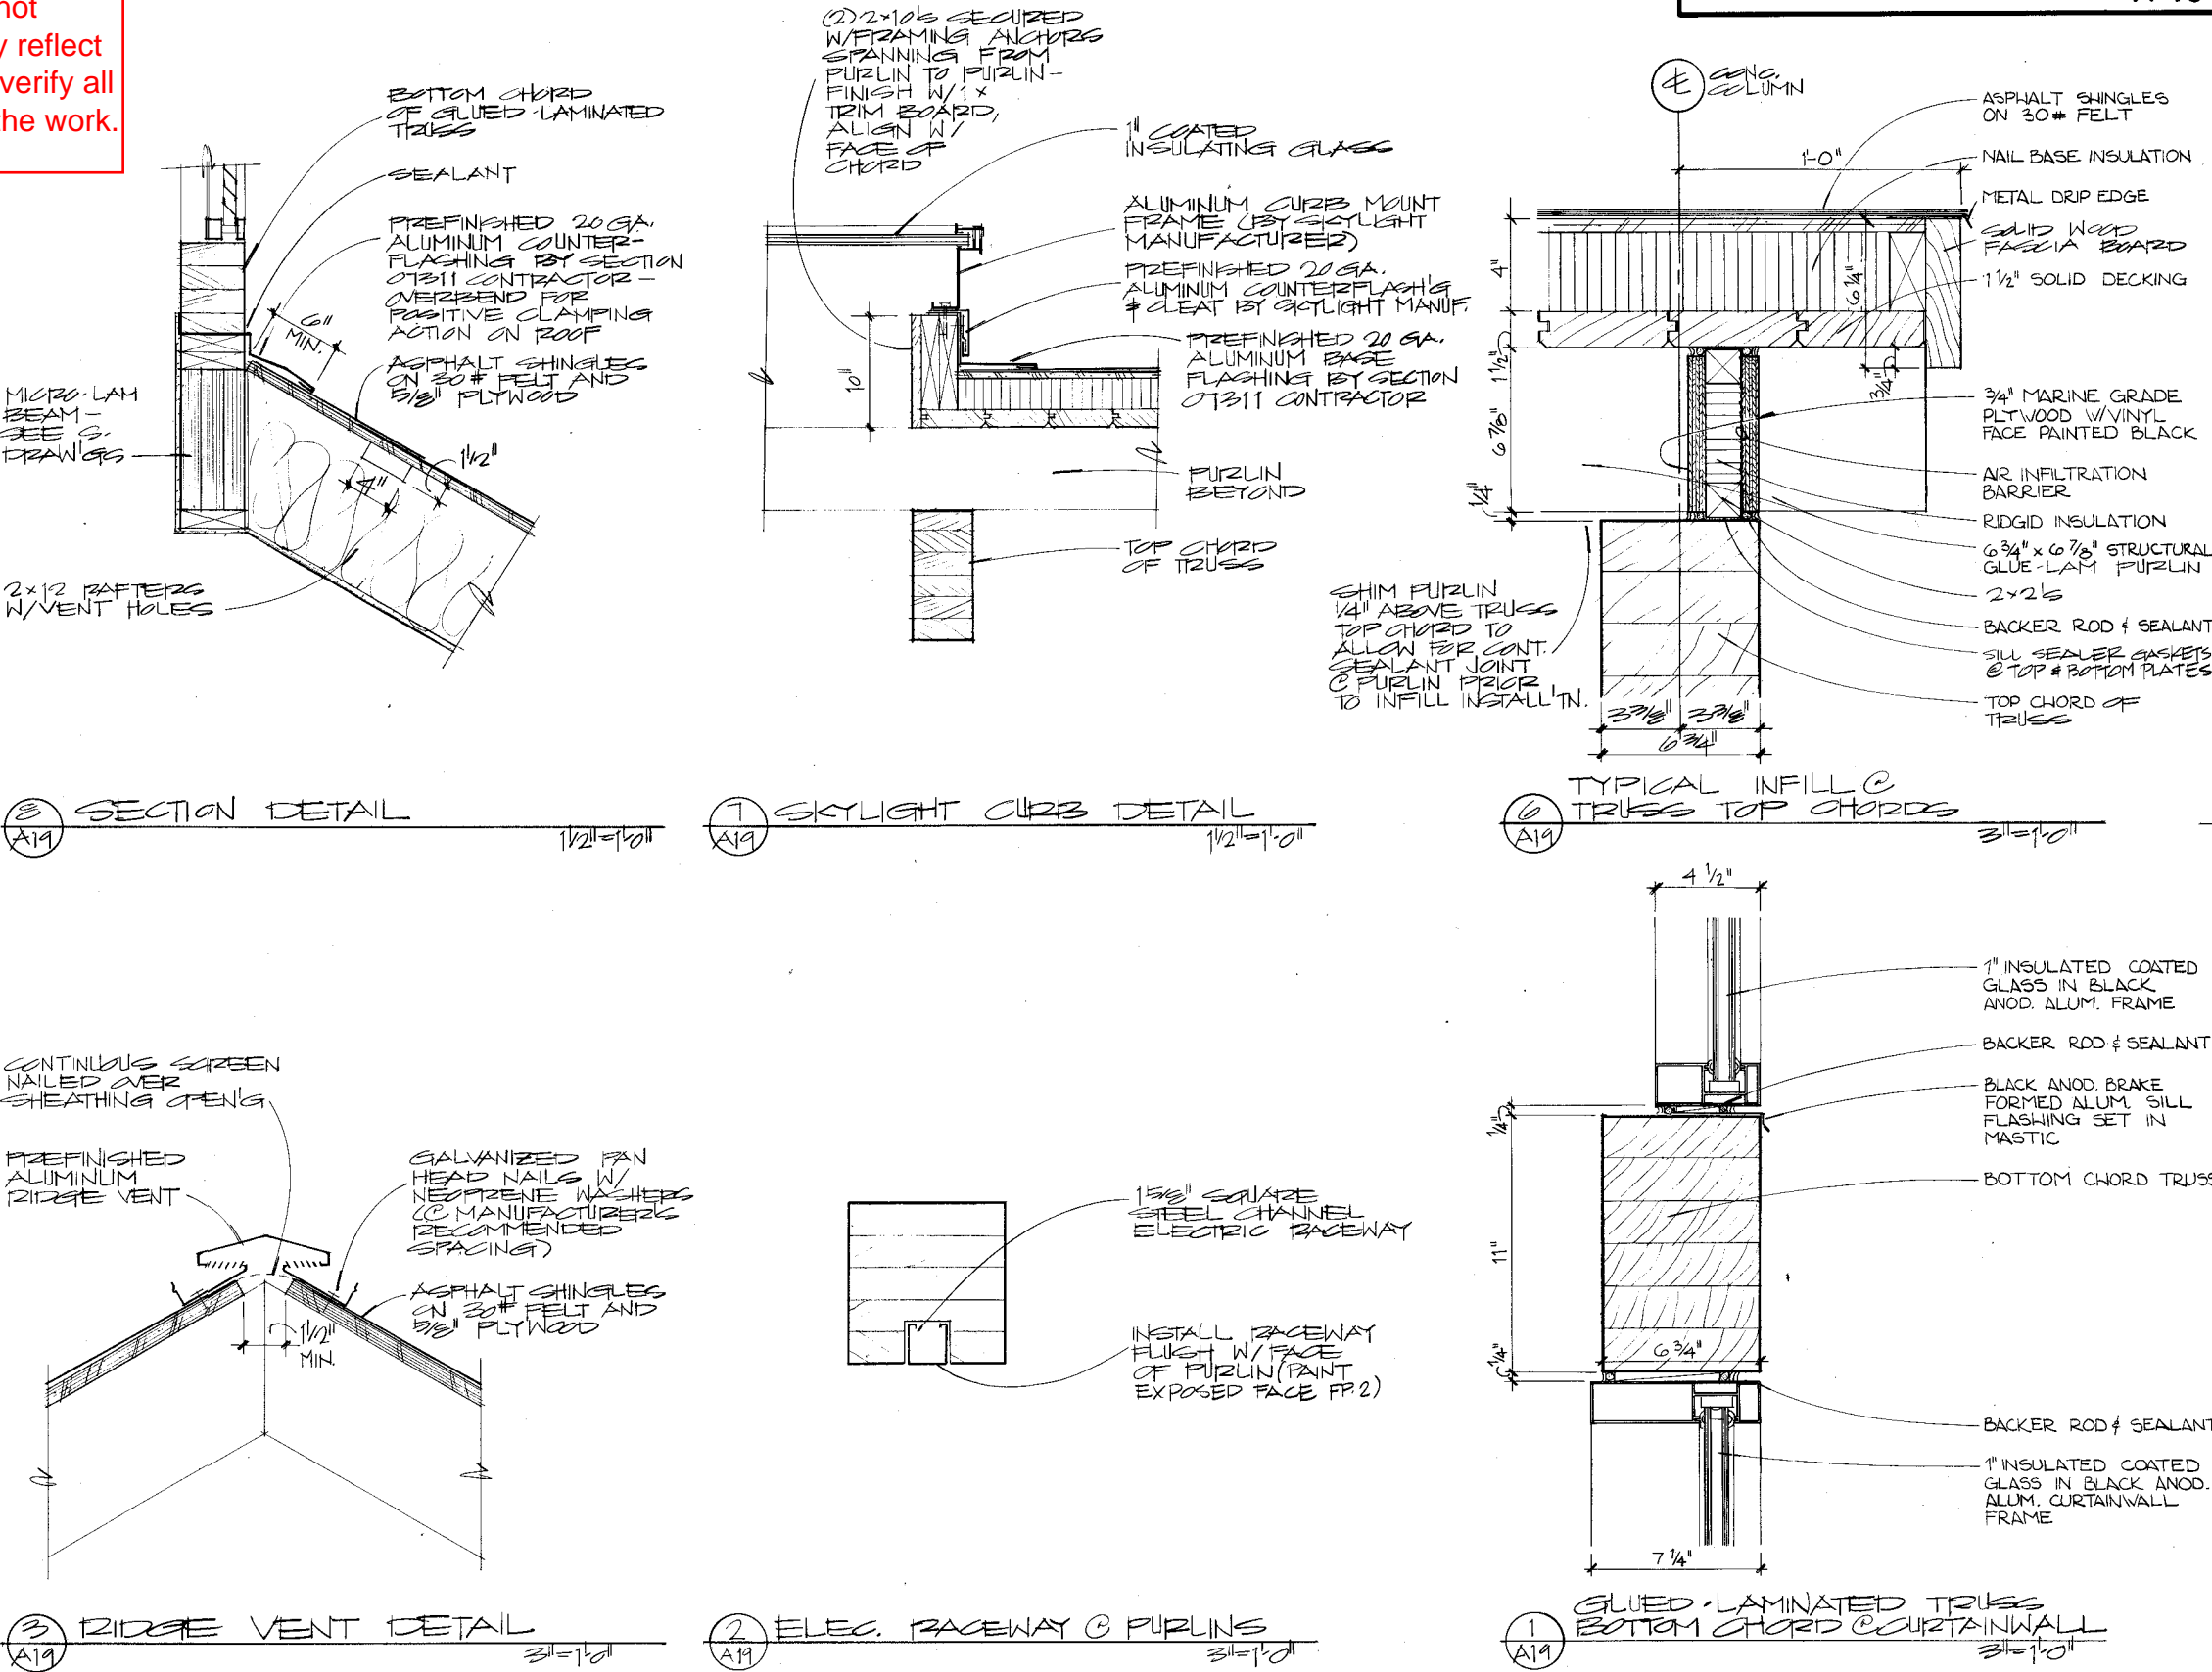 not
y reflect
verify all
the work.
BOTTOM CHORD
OF GLUED-LAMINATED
TRUSS
SEALANT
PREFINISHED 20 GA.
ALUMINUM COUNTER-
FLASHING BY SECTION
07311 CONTRACTOR -
OVERBEND FOR
POSITIVE CLAMPING
ACTION ON ROOF
6"
MIN.
ASPHALT SHINGLES
ON 30# FELT AND
5/8" PLYWOOD
MICRO-LAM
BEAM -
SEE S.
DRAW'GS
1 1/2"
4"
2x12 RAFTERS
W/VENT HOLES
8
A19
SECTION DETAIL
1 1/2"=1'-0"
(2) 2x10'S SECURED
W/FRAMING ANCHORS
SPANNING FROM
PURLIN TO PURLIN -
FINISH W/1x
TRIM BOARD,
ALIGN W/
FACE OF
CHORD
1" COATED
INSULATING GLASS
ALUMINUM CURB MOUNT
FRAME (BY SKYLIGHT
MANUFACTURER)
PREFINISHED 20 GA.
ALUMINUM COUNTERFLASH'G
& CLEAT BY SKYLIGHT MANUF.
PREFINISHED 20 GA.
ALUMINUM BASE
FLASHING BY SECTION
07311 CONTRACTOR
10"
PURLIN
BEYOND
TOP CHORD
OF TRUSS
7
A19
SKYLIGHT CURB DETAIL
1 1/2"=1'-0"
CONC.
COLUMN
1'-0"
ASPHALT SHINGLES
ON 30# FELT
NAIL BASE INSULATION
METAL DRIP EDGE
SOLID WOOD
FASCIA BOARD
1 1/2" SOLID DECKING
4"
6 1/4"
1 1/2"
3/4"
6 7/8"
1/4"
3/4" MARINE GRADE
PLYWOOD W/VINYL
FACE PAINTED BLACK
AIR INFILTRATION
BARRIER
RIDGID INSULATION
6 3/4" x 6 7/8" STRUCTURAL
GLUE-LAM PURLIN
2x2'S
BACKER ROD & SEALANT
SILL SEALER GASKETS
@ TOP & BOTTOM PLATES
TOP CHORD OF
TRUSS
SHIM PURLIN
1/4" ABOVE TRUSS
TOP CHORD TO
ALLOW FOR CONT.
SEALANT JOINT
@ PURLIN PRIOR
TO INFILL INSTALL'TN.
3 3/8" 3 3/8"
6 3/4"
6
A19
TYPICAL INFILL @
TRUSS TOP CHORDS
3"=1'-0"
CONTINUOUS SCREEN
NAILED OVER
SHEATHING OPEN'G
PREFINISHED
ALUMINUM
RIDGE VENT
GALVANIZED PAN
HEAD NAILS W/
NEOPRENE WASHERS
(@ MANUFACTURER'S
RECOMMENDED
SPACING)
ASPHALT SHINGLES
ON 30# FELT AND
5/8" PLYWOOD
1 1/2"
MIN.
3
A19
RIDGE VENT DETAIL
3"=1'-0"
1 5/8" SQUARE
STEEL CHANNEL
ELECTRIC RACEWAY
INSTALL RACEWAY
FLUSH W/ FACE
OF PURLIN (PAINT
EXPOSED FACE FP.2)
2
A19
ELEC. RACEWAY @ PURLINS
3"=1'-0"
4 1/2"
1" INSULATED COATED
GLASS IN BLACK
ANOD. ALUM. FRAME
BACKER ROD & SEALANT
BLACK ANOD. BRAKE
FORMED ALUM. SILL
FLASHING SET IN
MASTIC
BOTTOM CHORD TRUSS
1/4"
11"
6 3/4"
1/4"
BACKER ROD & SEALANT
1" INSULATED COATED
GLASS IN BLACK ANOD.
ALUM. CURTAINWALL
FRAME
7 1/4"
1
A19
GLUED-LAMINATED TRUSS
BOTTOM CHORD @ CURTAINWALL
3"=1'-0"